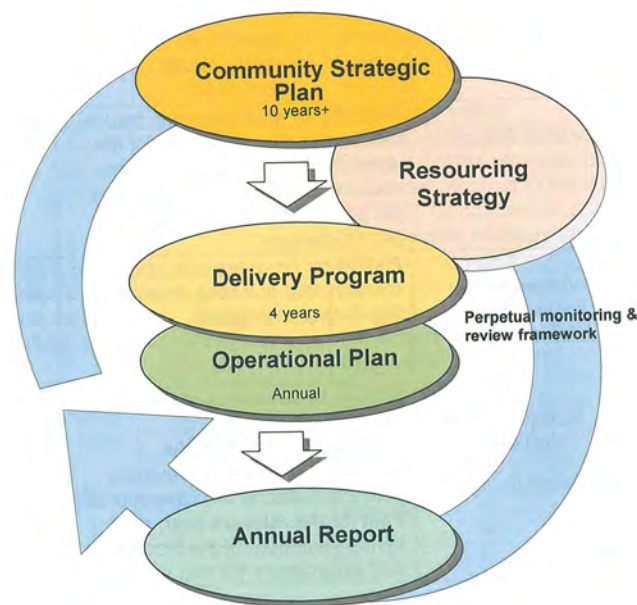 Community Strategic
Plan
10 years+
Resourcing
Strategy
Delivery Program
4 years
Perpetual monitoring &
review framework
Operational Plan
Annual
Annual Report